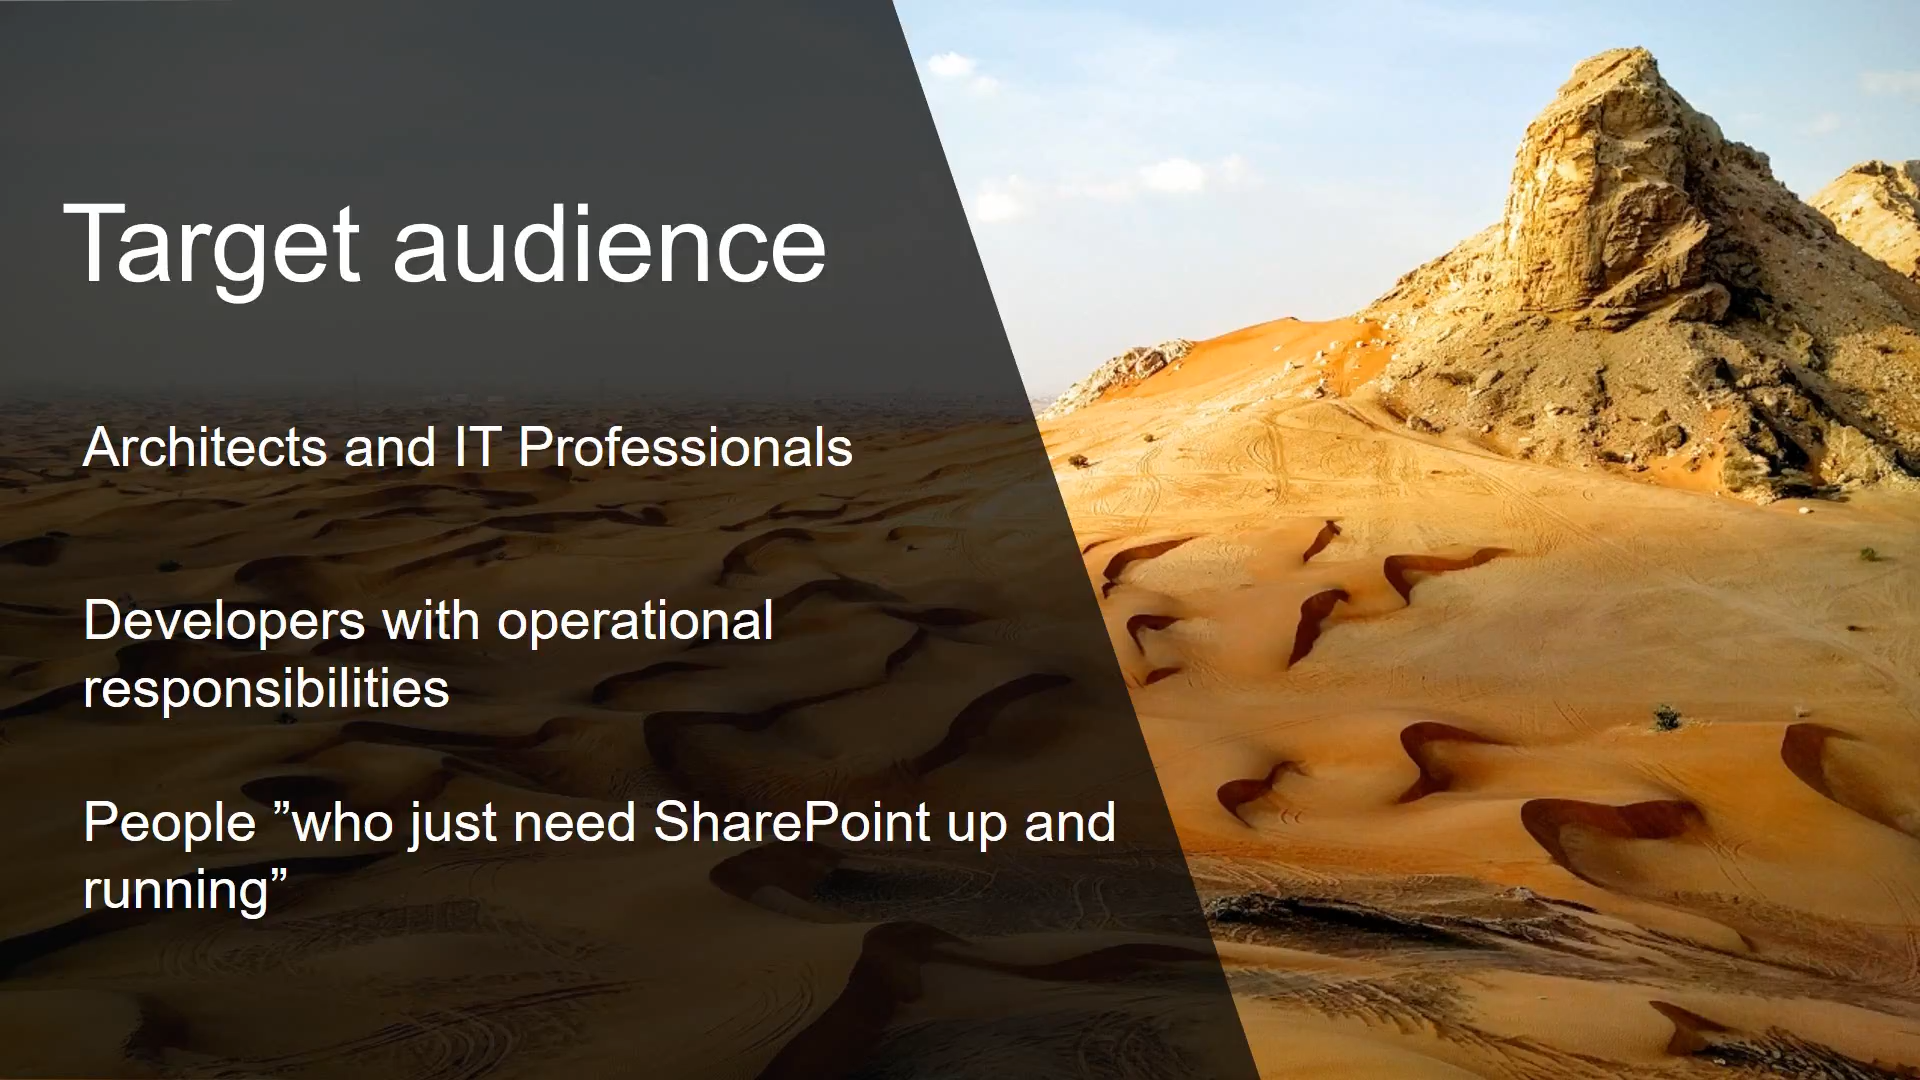 Target audience
Architects and IT Professionals
Developers with operational
responsibilities
People ”who just need SharePoint up and
running”